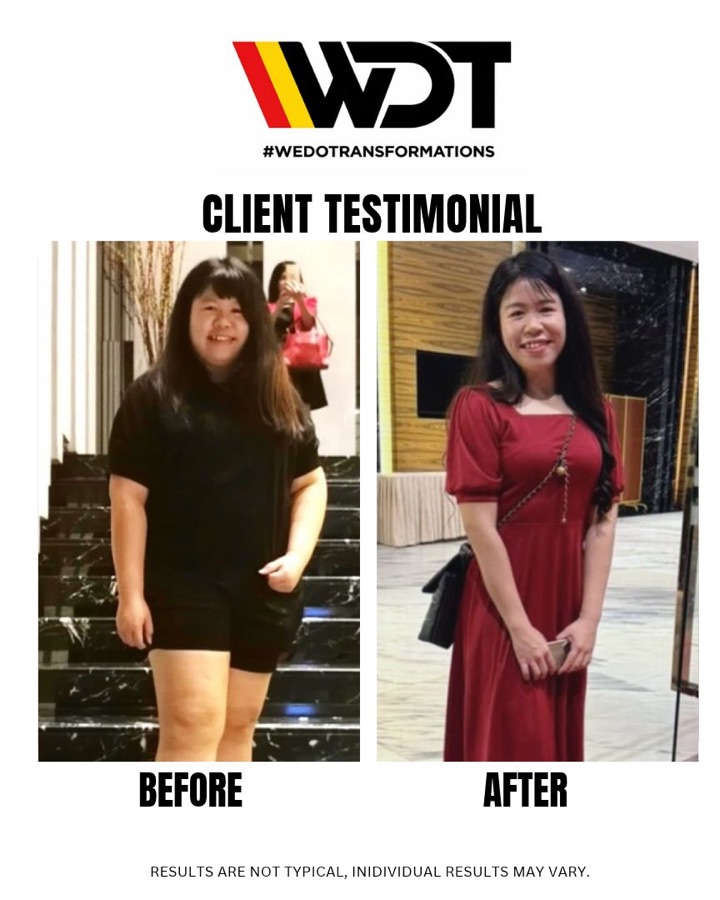 WDT
#WEDOTRANSFORMATIONS
CLIENT TESTIMONIAL
BEFORE
AFTER
RESULTS ARE NOT TYPICAL, INIDIVIDUAL RESULTS MAY VARY.